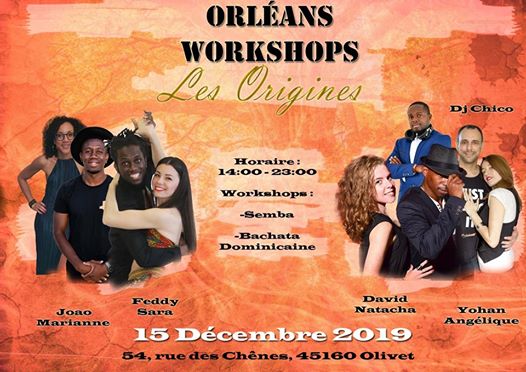 ORLÉANS
WORKSHOPS
Les Origines
Dj Chico
Horaire :
14:00 - 23:00
Workshops :
-Semba
-Bachata
Dominicaine
Joao
Marianne
Feddy
Sara
David
Natacha
Yohan
Angélique
15 Décembre 2019
54, rue des Chênes, 45160 Olivet